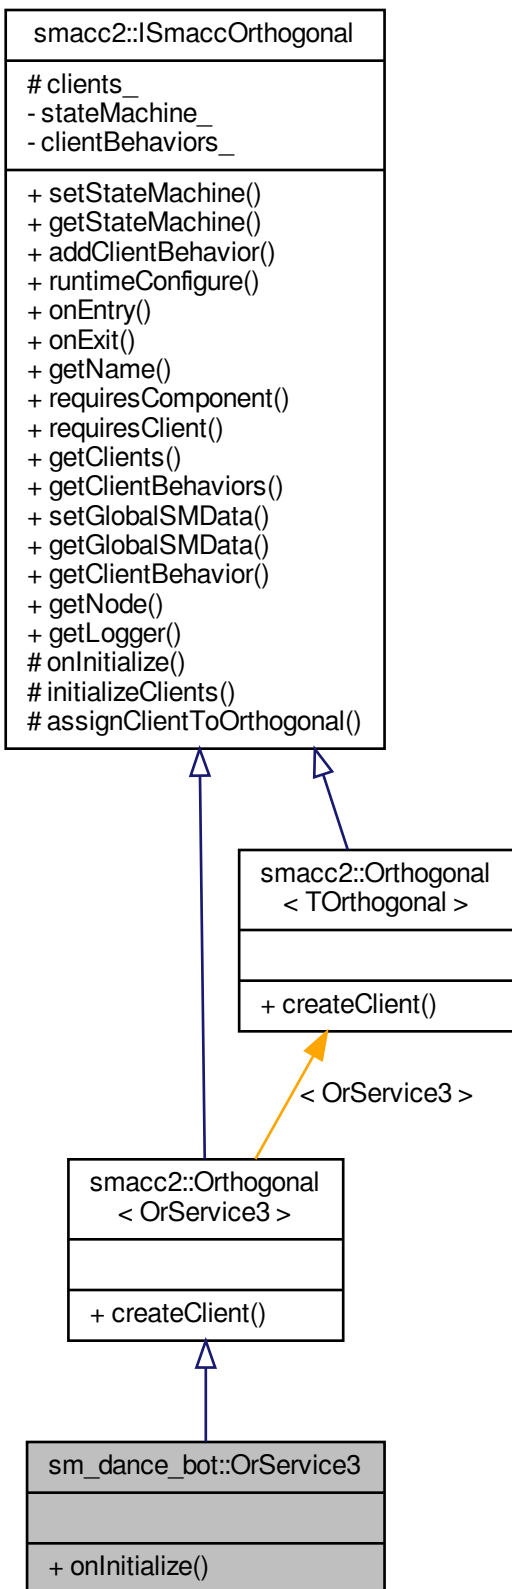 smacc2::ISmaccOrthogonal
# clients_
- stateMachine_
- clientBehaviors_
+ setStateMachine()
+ getStateMachine()
+ addClientBehavior()
+ runtimeConfigure()
+ onEntry()
+ onExit()
+ getName()
+ requiresComponent()
+ requiresClient()
+ getClients()
+ getClientBehaviors()
+ setGlobalSMData()
+ getGlobalSMData()
+ getClientBehavior()
+ getNode()
+ getLogger()
# onInitialize()
# initializeClients()
# assignClientToOrthogonal()
smacc2::Orthogonal
< TOrthogonal >
+ createClient()
< OrService3 >
smacc2::Orthogonal
< OrService3 >
+ createClient()
sm_dance_bot::OrService3
+ onInitialize()